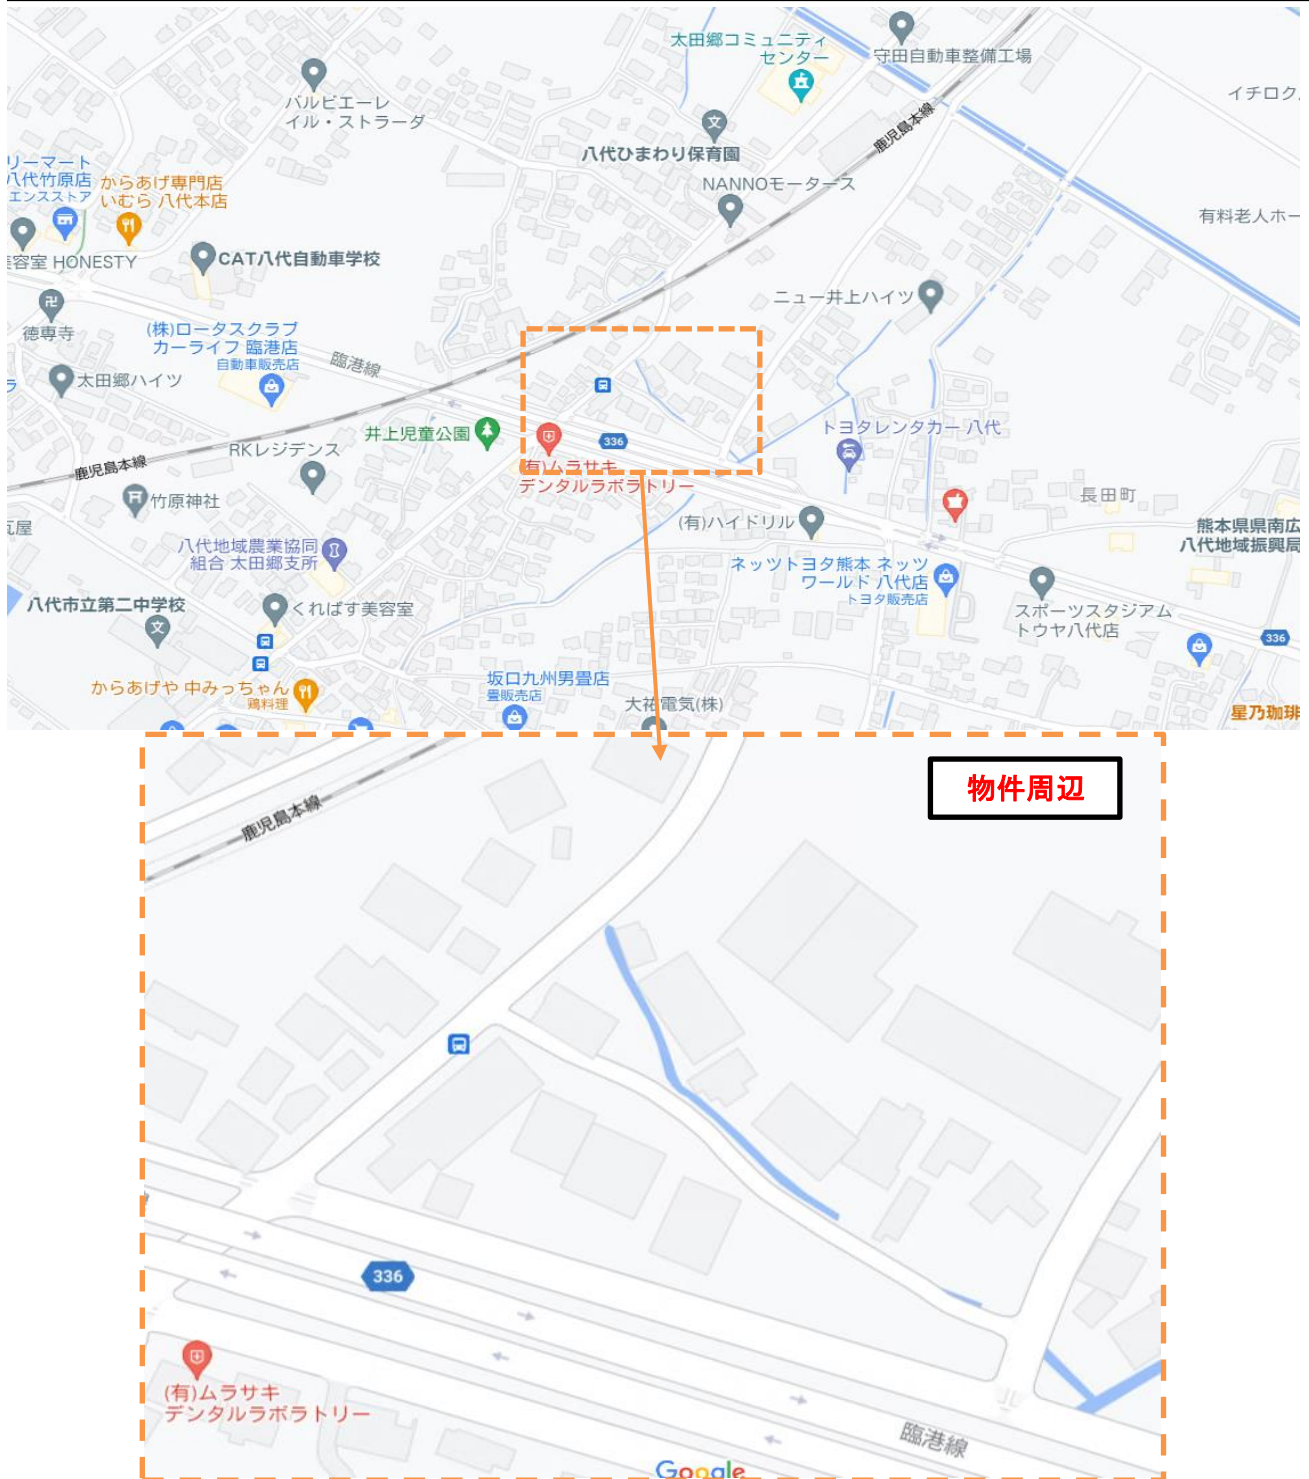 太田郷コミュニティ
センター
守田自動車整備工場
イチロク
バルビエーレ
イル・ストラーダ
鹿児島本線
八代ひまわり保育園
リーマート
八代竹原店
エンスストア
からあげ専門店
いむら 八代本店
NANNOモータース
有料老人ホー
容室 HONESTY
CAT八代自動車学校
ニュー井上ハイツ
徳専寺
(株)ロータスクラブ
カーライフ 臨港店
自動車販売店
臨港線
太田郷ハイツ
井上児童公園
336
トヨタレンタカー 八代
RKレジデンス
(有)ムラサキ
デンタルラボラトリー
鹿児島本線
竹原神社
長田町
(有)ハイドリル
熊本県県南広
八代地域振興局
瓦屋
八代地域農業協同
組合 太田郷支所
ネッツトヨタ熊本 ネッツ
ワールド 八代店
トヨタ販売店
八代市立第二中学校
くればす美容室
スポーツスタジアム
トウヤ八代店
336
坂口九州男畳店
畳販売店
からあげや 中みっちゃん
鶏料理
大祐電気(株)
星乃珈琲
物件周辺
鹿児島本線
336
(有)ムラサキ
デンタルラボラトリー
臨港線
Google